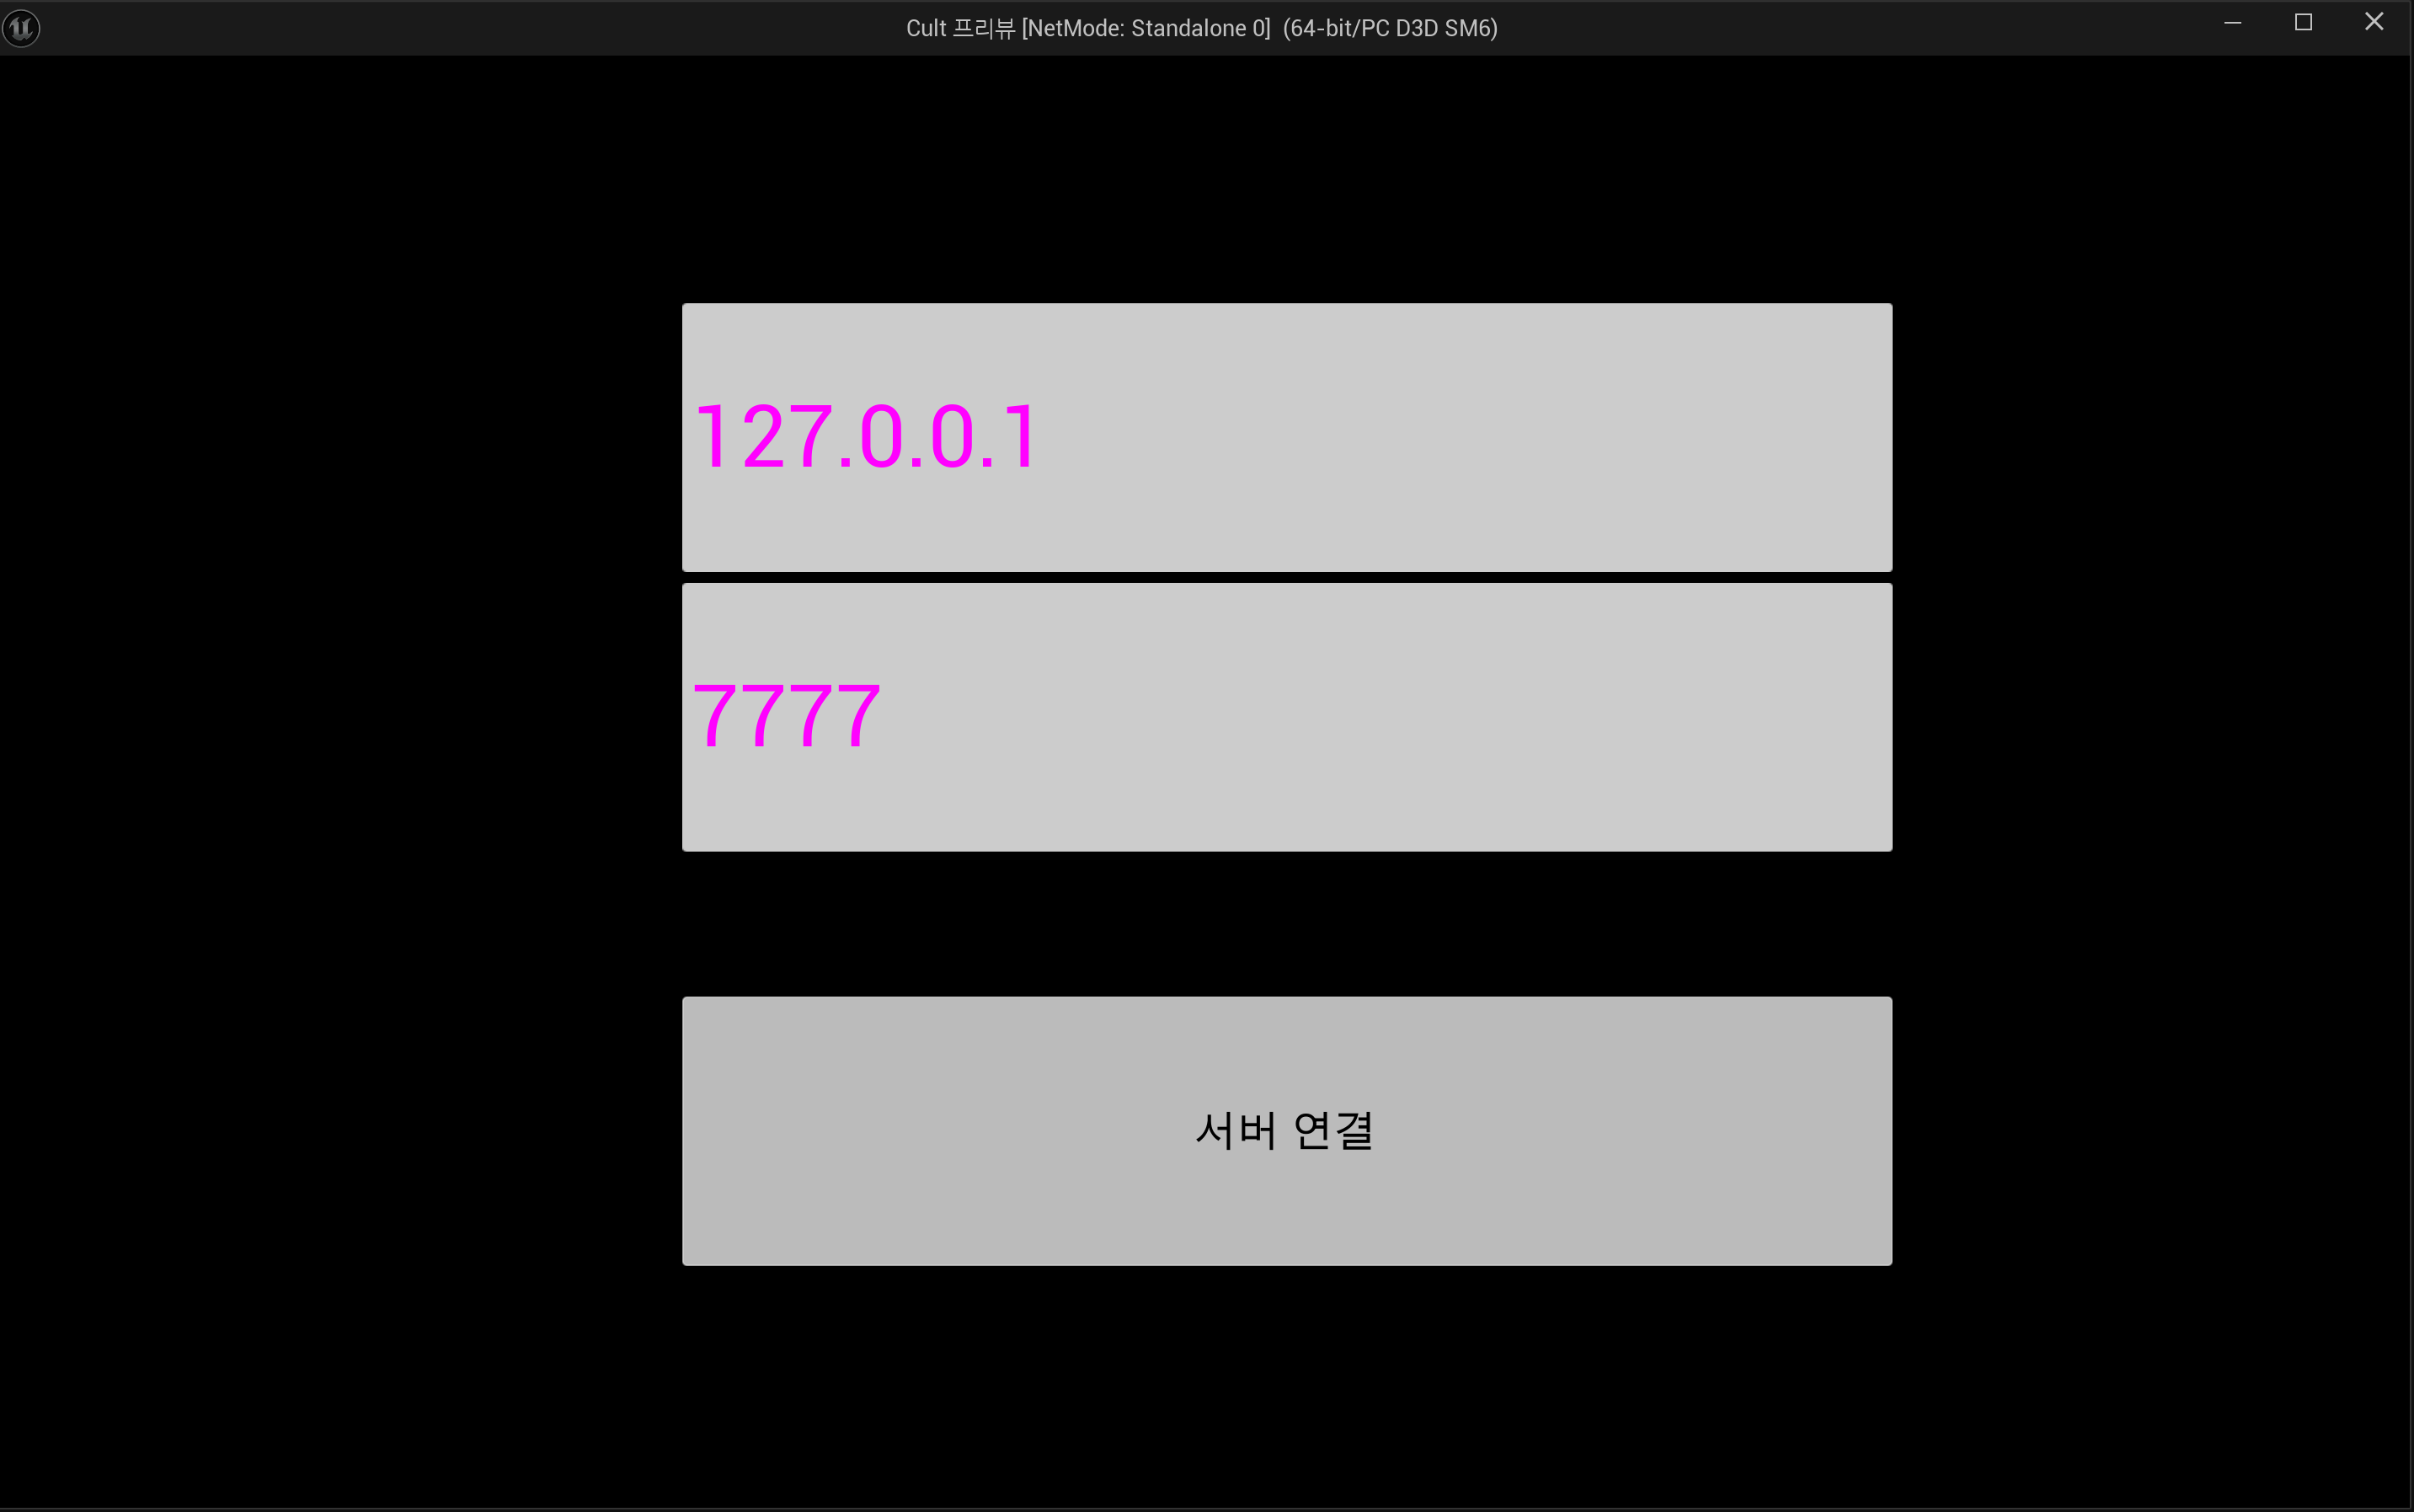 Cult 프리뷰 [NetMode: Standalone 0]  (64-bit/PC D3D SM6)
127.0.0.1
7777
서버 연결